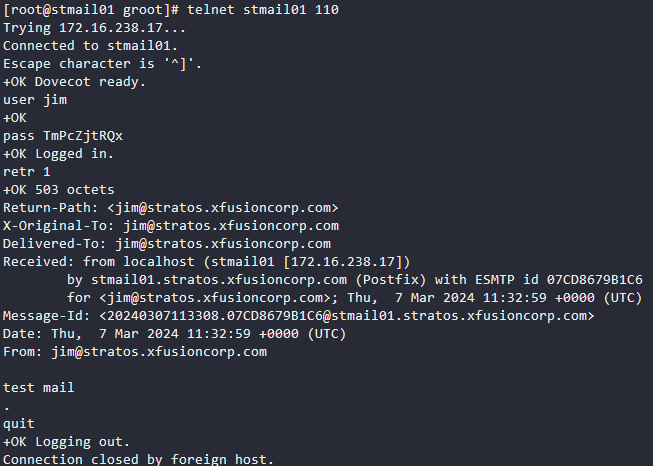 [root@stmail01 groot]# telnet stmail01 110
Trying 172.16.238.17...
Connected to stmail01.
Escape character is '^]'.
+OK Dovecot ready.
user jim
+OK
pass TmPcZjtRQx
+OK Logged in.
retr 1
+OK 503 octets
Return-Path: <jim@stratos.xfusioncorp.com>
X-Original-To: jim@stratos.xfusioncorp.com
Delivered-To: jim@stratos.xfusioncorp.com
Received: from localhost (stmail01 [172.16.238.17])
        by stmail01.stratos.xfusioncorp.com (Postfix) with ESMTP id 07CD8679B1C6
        for <jim@stratos.xfusioncorp.com>; Thu,  7 Mar 2024 11:32:59 +0000 (UTC)
Message-Id: <20240307113308.07CD8679B1C6@stmail01.stratos.xfusioncorp.com>
Date: Thu,  7 Mar 2024 11:32:59 +0000 (UTC)
From: jim@stratos.xfusioncorp.com

test mail
.
quit
+OK Logging out.
Connection closed by foreign host.